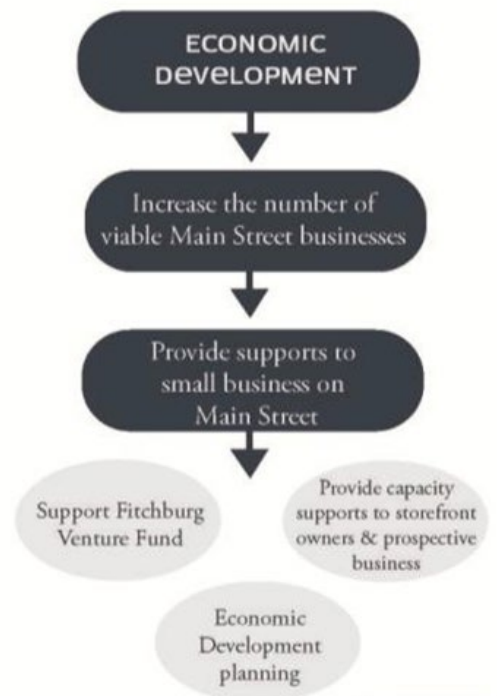 ECONOMIC
DEVELOPMENT
Increase the number of
viable Main Street businesses
Provide supports to
small business on
Main Street
Support Fitchburg
Venture Fund
Provide capacity
supports to storefront
owners & prospective
business
Economic
Development
planning